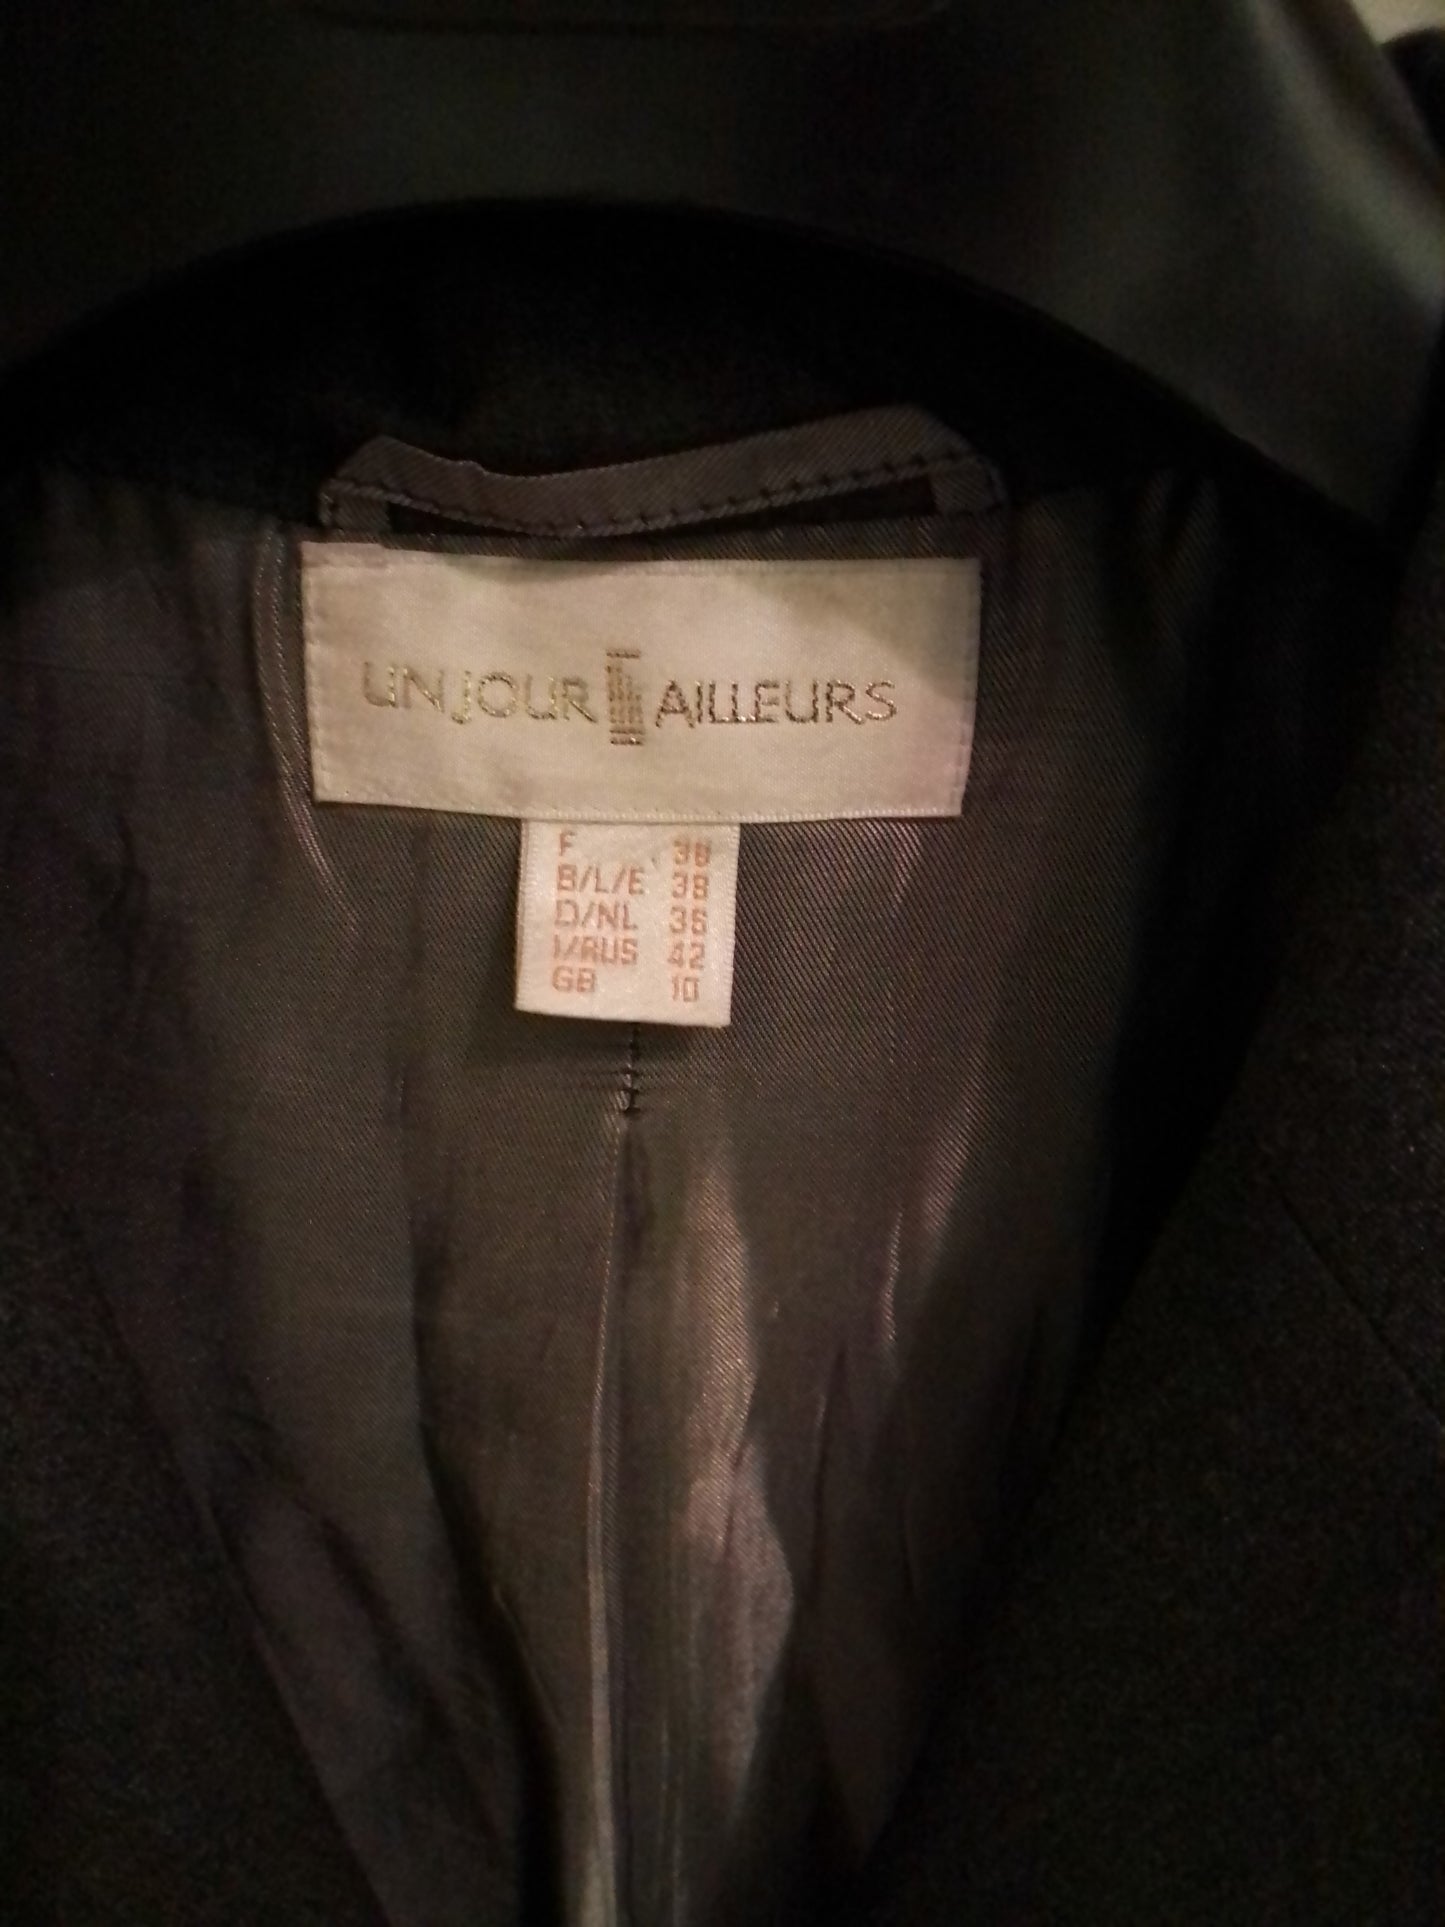 UN JOUR AILLEURS
F 38
B/L/E 38
D/NL 36
I/RUS 42
GB 10